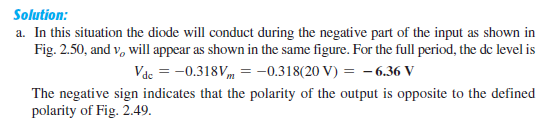 Solution:
a. In this situation the diode will conduct during the negative part of the input as shown in
Fig. 2.50, and vₒ will appear as shown in the same figure. For the full period, the dc level is
V_dc = −0.318Vₘ = −0.318(20 V) = −6.36 V
The negative sign indicates that the polarity of the output is opposite to the defined
polarity of Fig. 2.49.